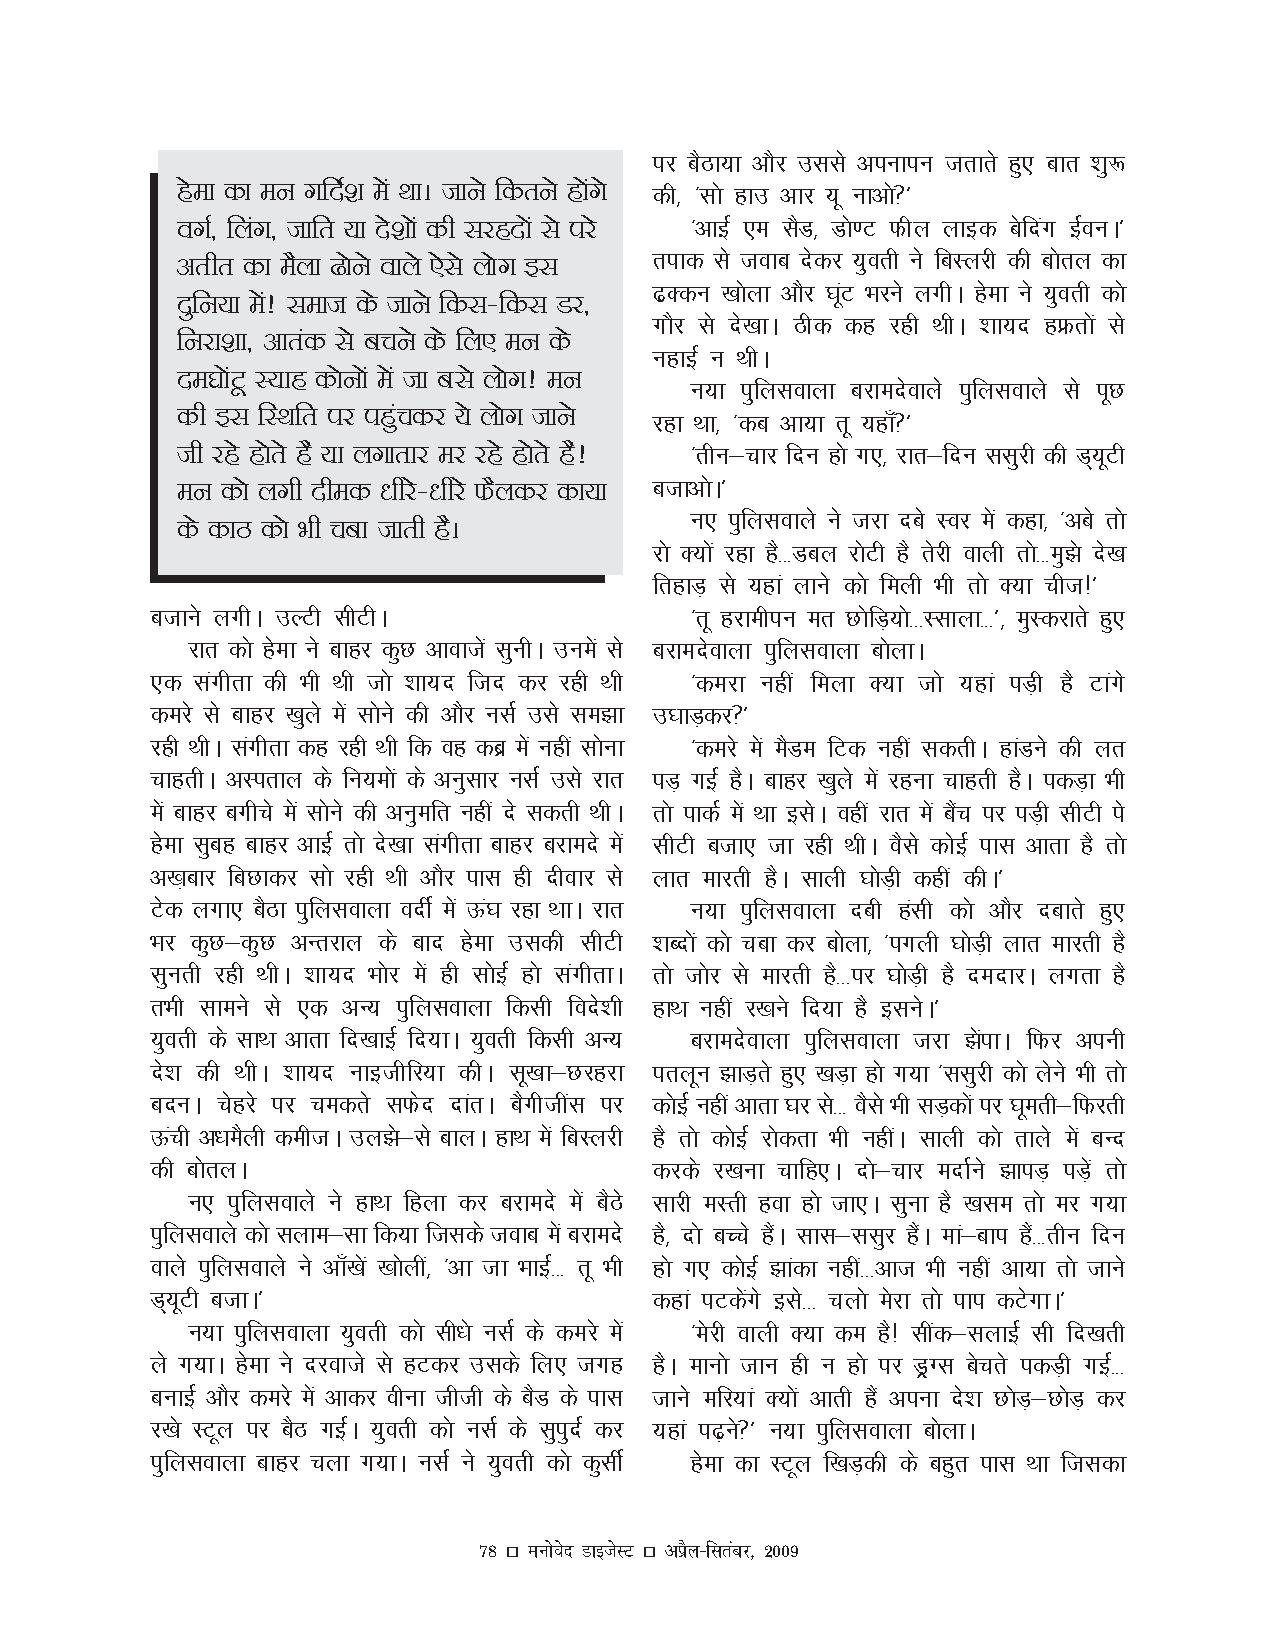 हेमा का मन गर्दिश में था। जाने कितने होंगे
वर्ग, लिंग, जाति या देशों की सरहदों से परे
अतीत का मैला ढोने वाले ऐसे लोग इस
दुनिया में! समाज के जाने किस-किस डर,
निराशा, आतंक से बचने के लिए मन के
दमघोंटू स्याह कोनों में जा बसे लोग! मन
की इस स्थिति पर पहुंचकर ये लोग जाने
जी रहे होते हैं या लगातार मर रहे होते हैं!
मन को लगी दीमक धीरे-धीरे फैलकर काया
के काठ को भी चबा जाती है।
बजाने लगी। उल्टी सीटी।
रात को हेमा ने बाहर कुछ आवाजें सुनी। उनमें से
एक संगीता की भी थी जो शायद जिद कर रही थी
कमरे से बाहर खुले में सोने की और नर्स उसे समझा
रही थी। संगीता कह रही थी कि वह कब्र में नहीं सोना
चाहती। अस्पताल के नियमों के अनुसार नर्स उसे रात
में बाहर बगीचे में सोने की अनुमति नहीं दे सकती थी।
हेमा सुबह बाहर आई तो देखा संगीता बाहर बरामदे में
अख़बार बिछाकर सो रही थी और पास ही दीवार से
टेक लगाए बैठा पुलिसवाला वर्दी में ऊंघ रहा था। रात
भर कुछ–कुछ अन्तराल के बाद हेमा उसकी सीटी
सुनती रही थी। शायद भोर में ही सोई हो संगीता।
तभी सामने से एक अन्य पुलिसवाला किसी विदेशी
युवती के साथ आता दिखाई दिया। युवती किसी अन्य
देश की थी। शायद नाइजीरिया की। सूखा–छरहरा
बदन। चेहरे पर चमकते सफेद दांत। बैगीजींस पर
ऊंची अधमैली कमीज। उलझे–से बाल। हाथ में बिस्लरी
की बोतल।
नए पुलिसवाले ने हाथ हिला कर बरामदे में बैठे
पुलिसवाले को सलाम–सा किया जिसके जवाब में बरामदे
वाले पुलिसवाले ने आँखें खोलीं, 'आ जा भाई... तू भी
ड्यूटी बजा।'
नया पुलिसवाला युवती को सीधे नर्स के कमरे में
ले गया। हेमा ने दरवाजे से हटकर उसके लिए जगह
बनाई और कमरे में आकर वीना जीजी के बैड के पास
रखे स्टूल पर बैठ गई। युवती को नर्स के सुपुर्द कर
पुलिसवाला बाहर चला गया। नर्स ने युवती को कुर्सी
पर बैठाया और उससे अपनापन जताते हुए बात शुरू
की, 'सो हाउ आर यू नाओ?'
'आई एम सैड, डोण्ट फील लाइक बेदिंग ईवन।'
तपाक से जवाब देकर युवती ने बिस्लरी की बोतल का
ढक्कन खोला और घूंट भरने लगी। हेमा ने युवती को
गौर से देखा। ठीक कह रही थी। शायद हफ़्तों से
नहाई न थी।
नया पुलिसवाला बरामदेवाले पुलिसवाले से पूछ
रहा था, 'कब आया तू यहाँ?'
'तीन–चार दिन हो गए, रात–दिन ससुरी की ड्यूटी
बजाओ।'
नए पुलिसवाले ने जरा दबे स्वर में कहा, 'अबे तो
रो क्यों रहा है...डबल रोटी है तेरी वाली तो...मुझे देख
तिहाड़ से यहां लाने को मिली भी तो क्या चीज!'
'तू हरामीपन मत छोड़ियो...स्साला...', मुस्कराते हुए
बरामदेवाला पुलिसवाला बोला।
'कमरा नहीं मिला क्या जो यहां पड़ी है टांगे
उघाड़कर?'
'कमरे में मैडम टिक नहीं सकती। हांडने की लत
पड़ गई है। बाहर खुले में रहना चाहती है। पकड़ा भी
तो पार्क में था इसे। वहीं रात में बैंच पर पड़ी सीटी पे
सीटी बजाए जा रही थी। वैसे कोई पास आता है तो
लात मारती है। साली घोड़ी कहीं की।'
नया पुलिसवाला दबी हंसी को और दबाते हुए
शब्दों को चबा कर बोला, 'पगली घोड़ी लात मारती है
तो जोर से मारती है...पर घोड़ी है दमदार। लगता है
हाथ नहीं रखने दिया है इसने।'
बरामदेवाला पुलिसवाला जरा झेंपा। फिर अपनी
पतलून झाड़ते हुए खड़ा हो गया 'ससुरी को लेने भी तो
कोई नहीं आता घर से... वैसे भी सड़कों पर घूमती–फिरती
है तो कोई रोकता भी नहीं। साली को ताले में बन्द
करके रखना चाहिए। दो–चार मर्दाने झापड़ पड़ें तो
सारी मस्ती हवा हो जाए। सुना है खसम तो मर गया
है, दो बच्चे हैं। सास–ससुर हैं। मां–बाप हैं...तीन दिन
हो गए कोई झांका नहीं...आज भी नहीं आया तो जाने
कहां पटकेंगे इसे... चलो मेरा तो पाप कटेगा।'
'मेरी वाली क्या कम है! सींक–सलाई सी दिखती
है। मानो जान ही न हो पर ड्रग्स बेचते पकड़ी गई...
जाने मरियां क्यों आती हैं अपना देश छोड़–छोड़ कर
यहां पढ़ने?' नया पुलिसवाला बोला।
हेमा का स्टूल खिड़की के बहुत पास था जिसका
78 □ मनोवेद डाइजेस्ट □ अप्रैल-सितंबर, 2009